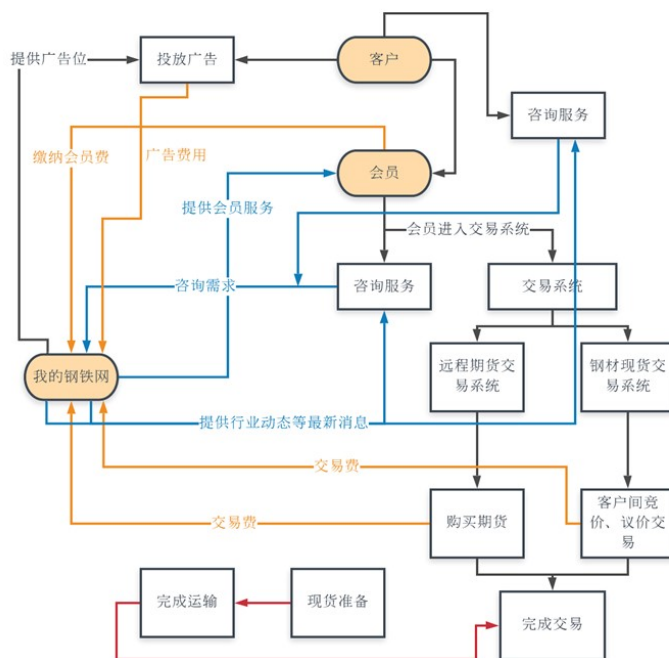 提供广告位
投放广告
客户
咨询服务
缴纳会员费
广告费用
会员
提供会员服务
会员进入交易系统
咨询需求
咨询服务
交易系统
我的钢铁网
远程期货交
易系统
钢材现货交
易系统
提供行业动态等最新消息
交易费
交易费
购买期货
客户间竞
价、议价交
易
完成运输
现货准备
完成交易